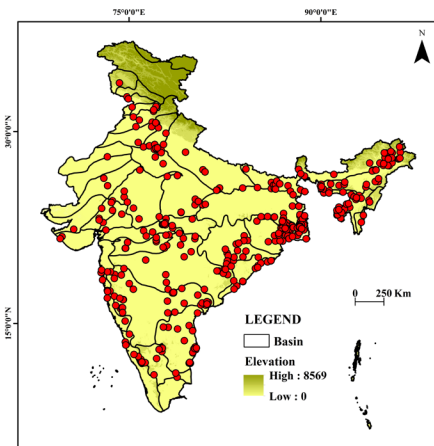 75°0'0"E 90°0'0"E
N
30°0'0"N
15°0'0"N
0 250 Km
LEGEND
Basin
Elevation
High : 8569
Low : 0